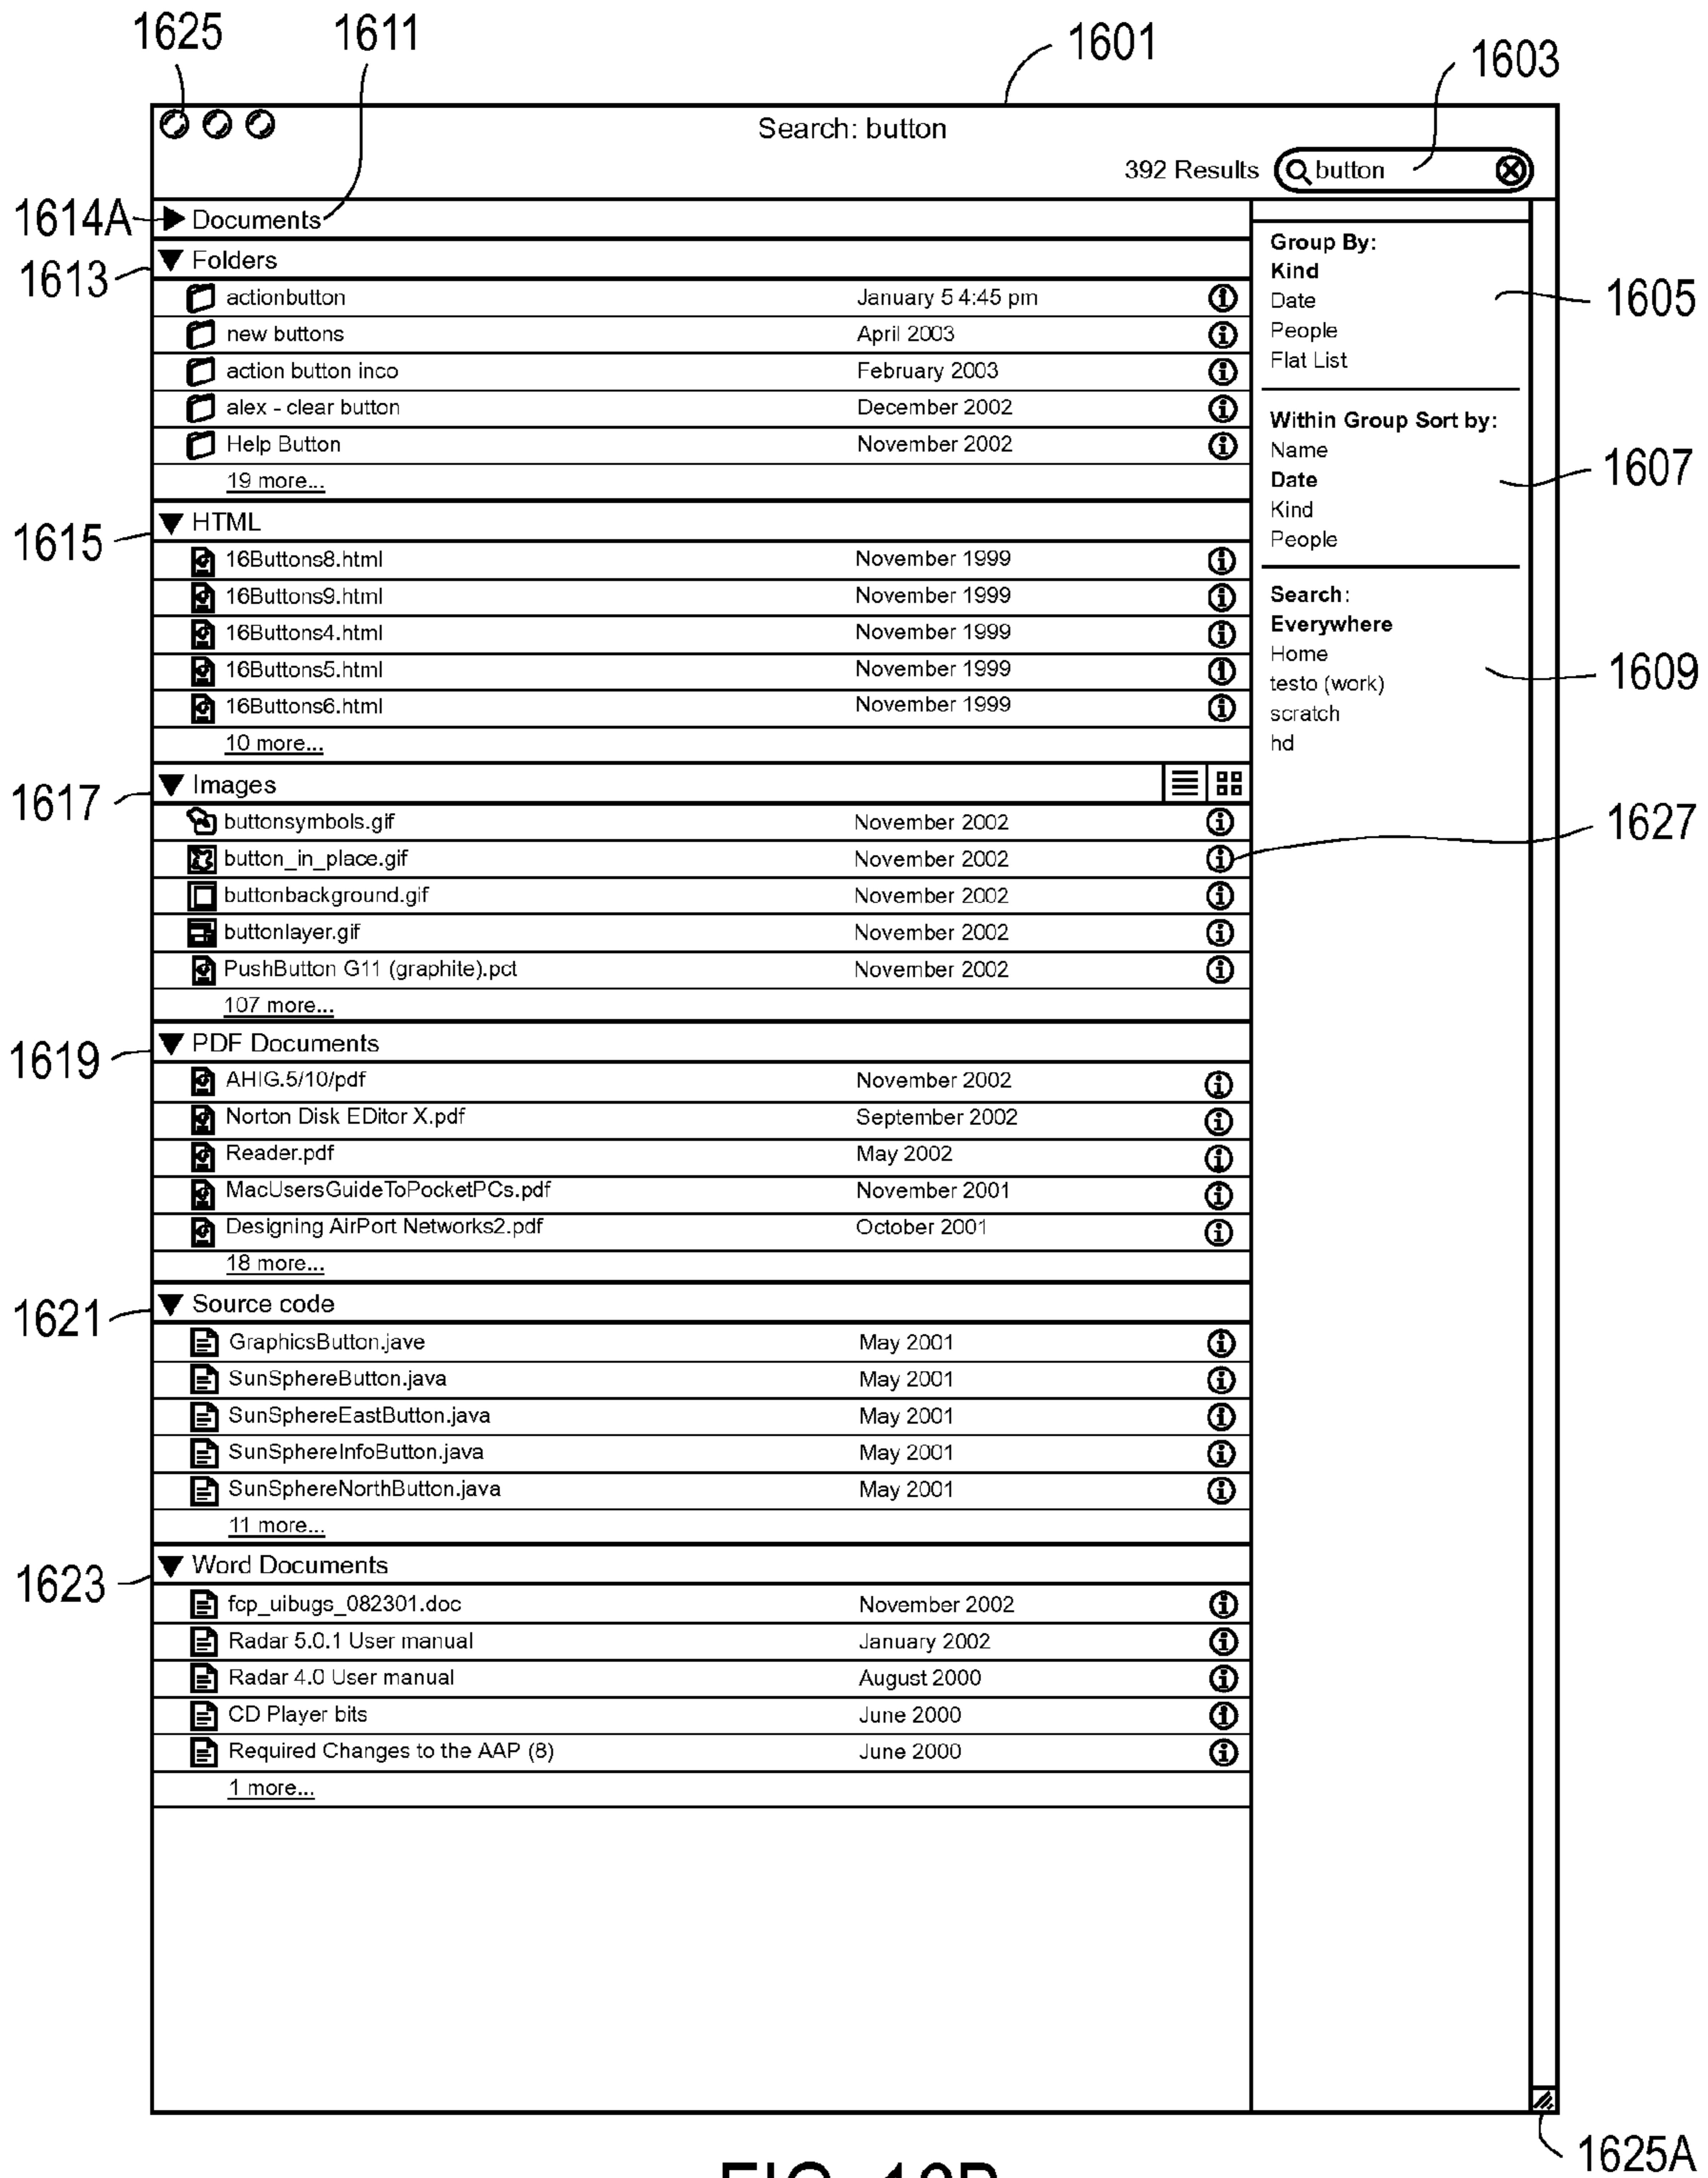 1625 1611 1601 1603
Search: button
392 Results button
1614A Documents
1613 Folders
actionbutton January 5 4:45 pm
new buttons April 2003
action button inco February 2003
alex - clear button December 2002
Help Button November 2002
19 more...
1615 HTML
16Buttons8.html November 1999
16Buttons9.html November 1999
16Buttons4.html November 1999
16Buttons5.html November 1999
16Buttons6.html November 1999
10 more...
1617 Images
buttonsymbols.gif November 2002
button_in_place.gif November 2002
buttonbackground.gif November 2002
buttonlayer.gif November 2002
PushButton G11 (graphite).pct November 2002
107 more...
1619 PDF Documents
AHIG.5/10/pdf November 2002
Norton Disk EDitor X.pdf September 2002
Reader.pdf May 2002
MacUsersGuideToPocketPCs.pdf November 2001
Designing AirPort Networks2.pdf October 2001
18 more...
1621 Source code
GraphicsButton.jave May 2001
SunSphereButton.java May 2001
SunSphereEastButton.java May 2001
SunSphereInfoButton.java May 2001
SunSphereNorthButton.java May 2001
11 more...
1623 Word Documents
fcp_uibugs_082301.doc November 2002
Radar 5.0.1 User manual January 2002
Radar 4.0 User manual August 2000
CD Player bits June 2000
Required Changes to the AAP (8) June 2000
1 more...
Group By:
Kind
Date 1605
People
Flat List
Within Group Sort by:
Name
Date 1607
Kind
People
Search:
Everywhere
Home
testo (work) 1609
scratch
hd
1627
1625A